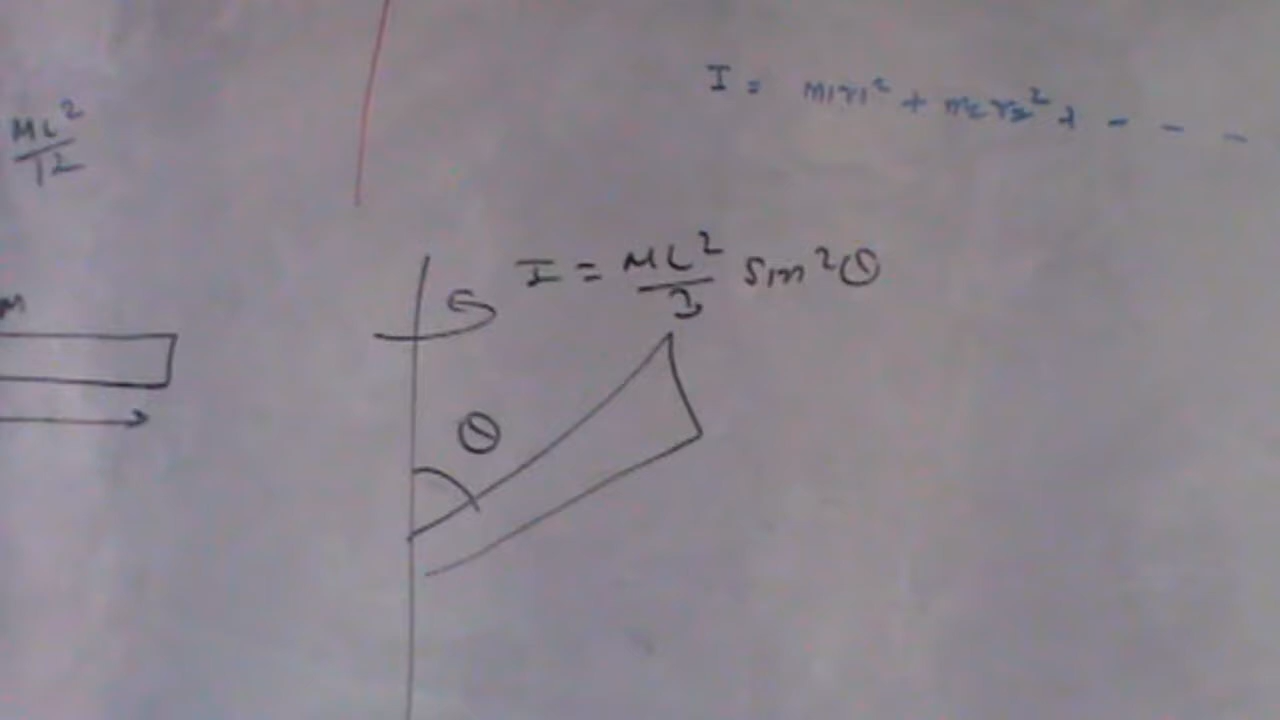 I = m1r1² + m2r2² + - - -
ML²/12
I = ML²/3 sin²θ
M
θ